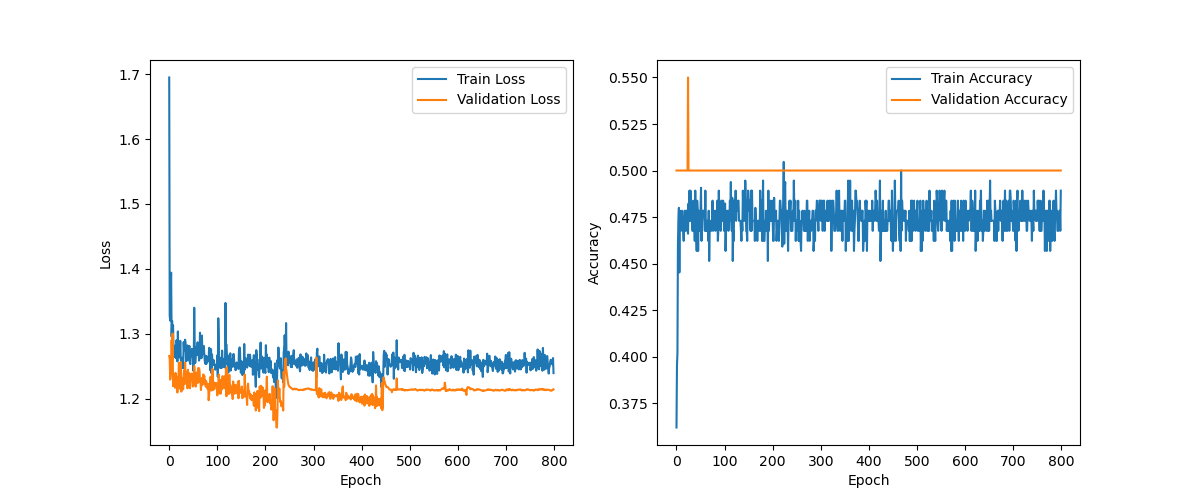 1.7
1.6
1.5
1.4
1.3
1.2
Loss
0 100 200 300 400 500 600 700 800
Epoch
Train Loss
Validation Loss
0.550
0.525
0.500
0.475
0.450
0.425
0.400
0.375
Accuracy
0 100 200 300 400 500 600 700 800
Epoch
Train Accuracy
Validation Accuracy